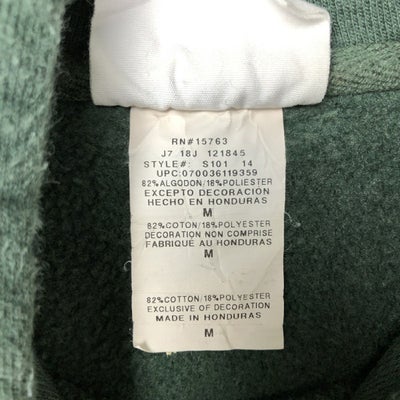 RN#15763
J7 18J 121845
STYLE#: S101 14
UPC:070036119359
82%ALGODON/18%POLIESTER
EXCEPTO DECORACION
HECHO EN HONDURAS
M
82%COTTON/18%POLYESTER
DECORATION NON COMPRISE
FABRIQUE AU HONDURAS
M
82%COTTON/18%POLYESTER
EXCLUSIVE OF DECORATION
MADE IN HONDURAS
M